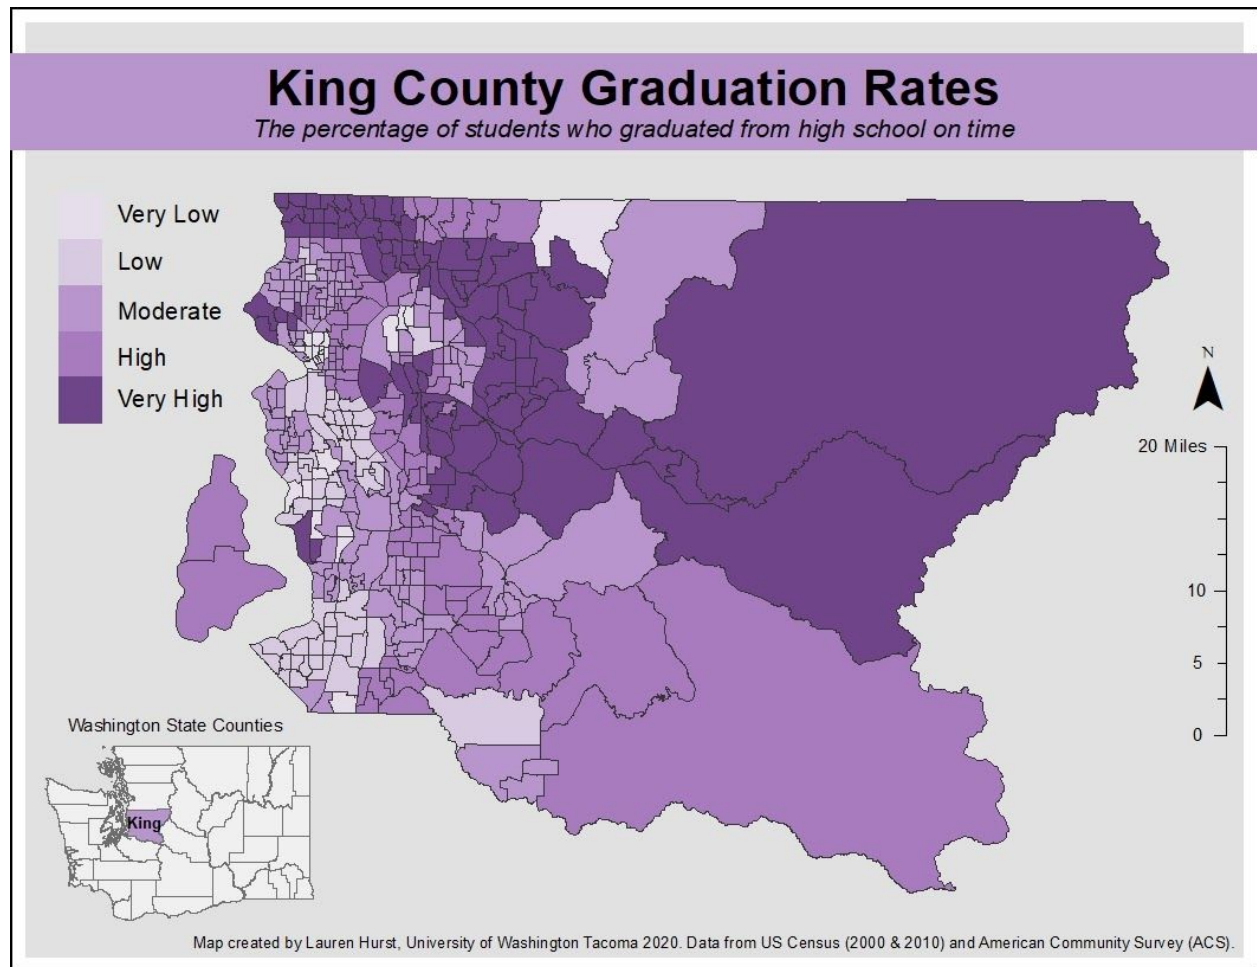 King County Graduation Rates
The percentage of students who graduated from high school on time
Very Low
Low
Moderate
High
Very High
N
20 Miles
10
5
0
Washington State Counties
King
Map created by Lauren Hurst, University of Washington Tacoma 2020. Data from US Census (2000 & 2010) and American Community Survey (ACS).